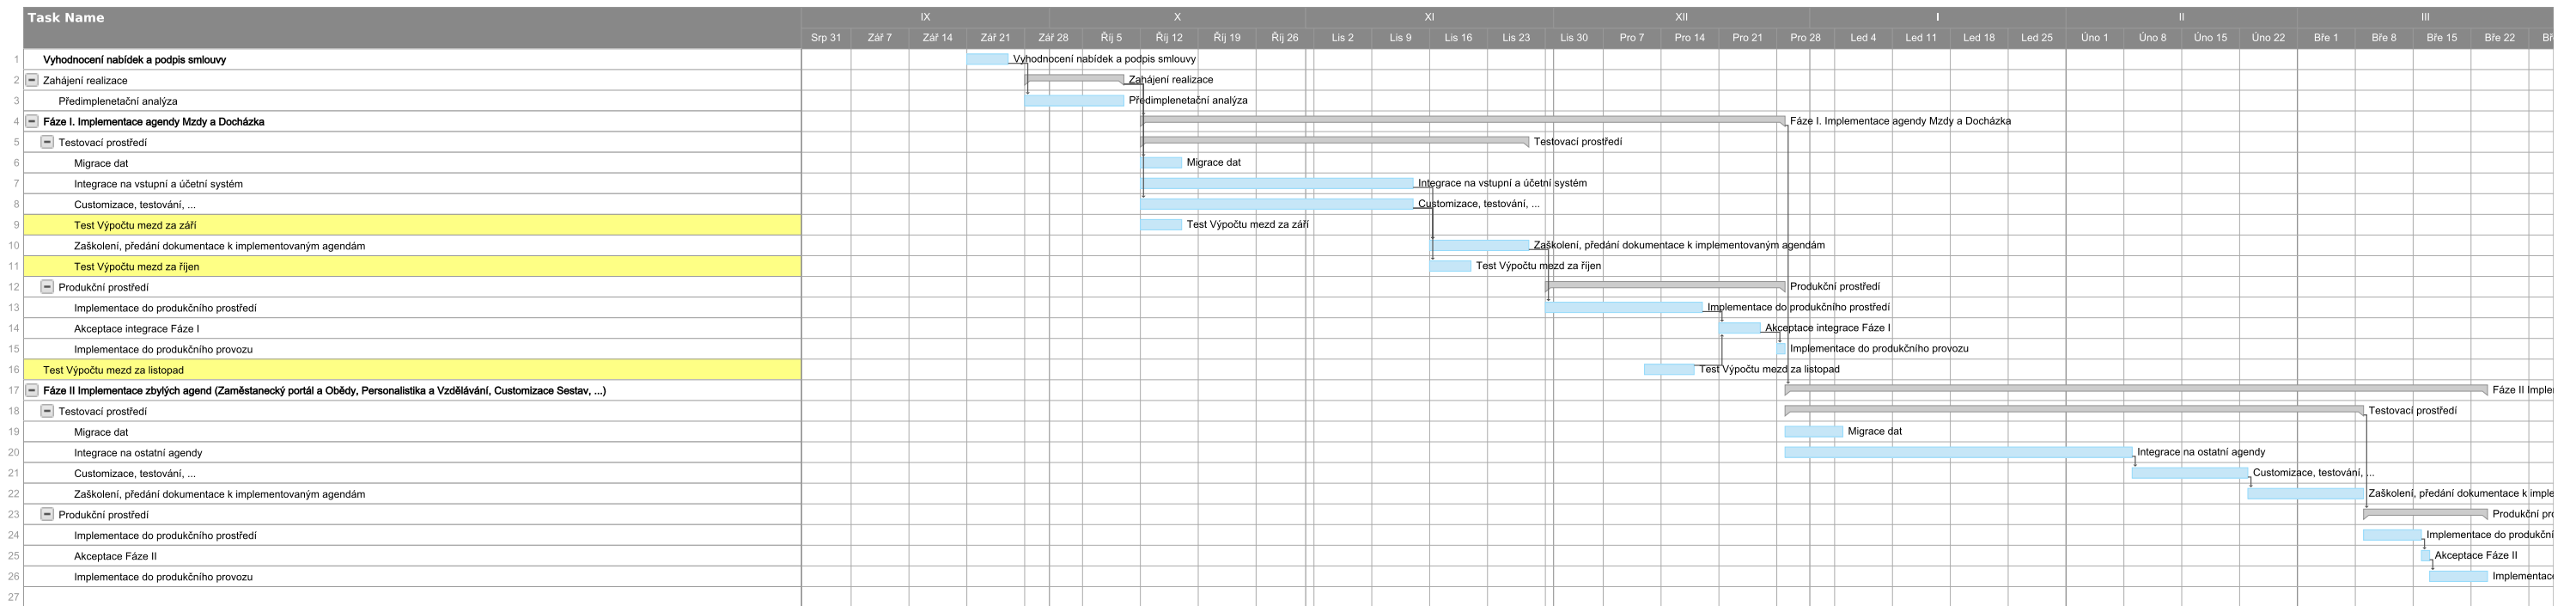 Task Name
IX X XI XII I II III
Srp 31 Zář 7 Zář 14 Zář 21 Zář 28 Říj 5 Říj 12 Říj 19 Říj 26 Lis 2 Lis 9 Lis 16 Lis 23 Lis 30 Pro 7 Pro 14 Pro 21 Pro 28 Led 4 Led 11 Led 18 Led 25 Úno 1 Úno 8 Úno 15 Úno 22 Bře 1 Bře 8 Bře 15 Bře 22
1 Vyhodnocení nabídek a podpis smlouvy Vyhodnocení nabídek a podpis smlouvy
2 Zahájení realizace Zahájení realizace
3 Předimplenetační analýza Předimplenetační analýza
4 Fáze I. Implementace agendy Mzdy a Docházka Fáze I. Implementace agendy Mzdy a Docházka
5 Testovací prostředí Testovací prostředí
6 Migrace dat Migrace dat
7 Integrace na vstupní a účetní systém Integrace na vstupní a účetní systém
8 Customizace, testování, ... Customizace, testování, ...
9 Test Výpočtu mezd za září Test Výpočtu mezd za září
10 Zaškolení, předání dokumentace k implementovaným agendám Zaškolení, předání dokumentace k implementovaným agendám
11 Test Výpočtu mezd za říjen Test Výpočtu mezd za říjen
12 Produkční prostředí Produkční prostředí
13 Implementace do produkčního prostředí Implementace do produkčního prostředí
14 Akceptace integrace Fáze I Akceptace integrace Fáze I
15 Implementace do produkčního provozu Implementace do produkčního provozu
16 Test Výpočtu mezd za listopad Test Výpočtu mezd za listopad
17 Fáze II Implementace zbylých agend (Zaměstanecký portál a Obědy, Personalistika a Vzdělávání, Customizace Sestav, ...) Fáze II Imple
18 Testovací prostředí Testovací prostředí
19 Migrace dat Migrace dat
20 Integrace na ostatní agendy Integrace na ostatní agendy
21 Customizace, testování, ... Customizace, testování, ...
22 Zaškolení, předání dokumentace k implementovaným agendám Zaškolení, předání dokumentace k imple
23 Produkční prostředí Produkční pro
24 Implementace do produkčního prostředí Implementace do produkční
25 Akceptace Fáze II Akceptace Fáze II
26 Implementace do produkčního provozu Implementace
27